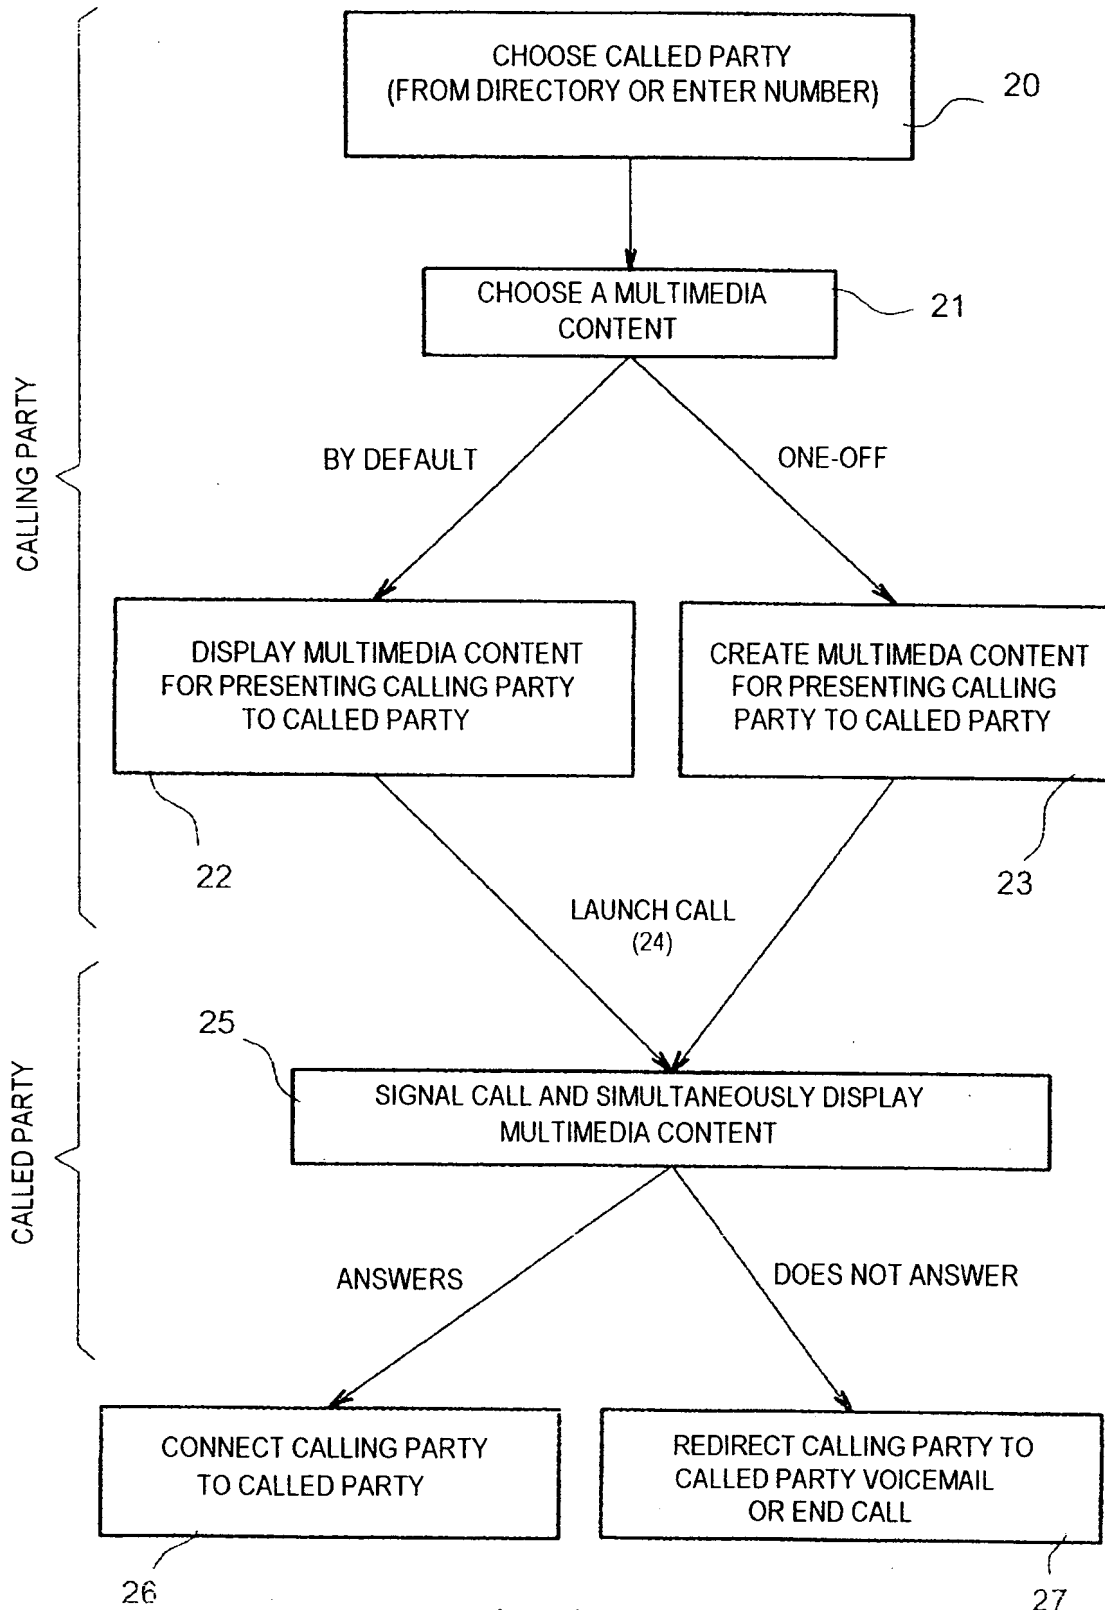 CHOOSE CALLED PARTY
(FROM DIRECTORY OR ENTER NUMBER)
20
CHOOSE A MULTIMEDIA
CONTENT
21
CALLING PARTY
BY DEFAULT
ONE-OFF
DISPLAY MULTIMEDIA CONTENT
FOR PRESENTING CALLING PARTY
TO CALLED PARTY
CREATE MULTIMEDA CONTENT
FOR PRESENTING CALLING
PARTY TO CALLED PARTY
22
23
LAUNCH CALL
(24)
25
SIGNAL CALL AND SIMULTANEOUSLY DISPLAY
MULTIMEDIA CONTENT
CALLED PARTY
ANSWERS
DOES NOT ANSWER
CONNECT CALLING PARTY
TO CALLED PARTY
REDIRECT CALLING PARTY TO
CALLED PARTY VOICEMAIL
OR END CALL
26
27